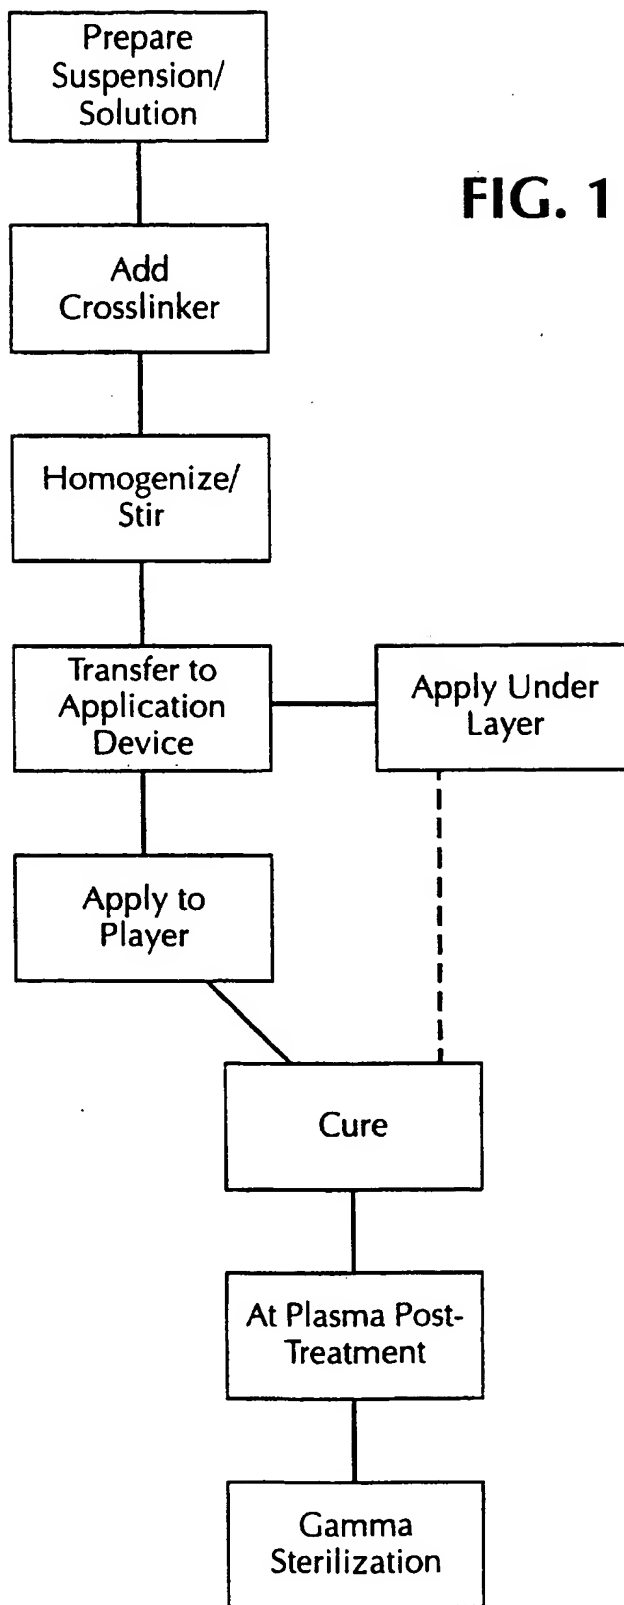 Prepare
Suspension/
Solution
FIG. 1
Add
Crosslinker
Homogenize/
Stir
Transfer to
Application
Device
Apply Under
Layer
Apply to
Player
Cure
At Plasma Post-
Treatment
Gamma
Sterilization